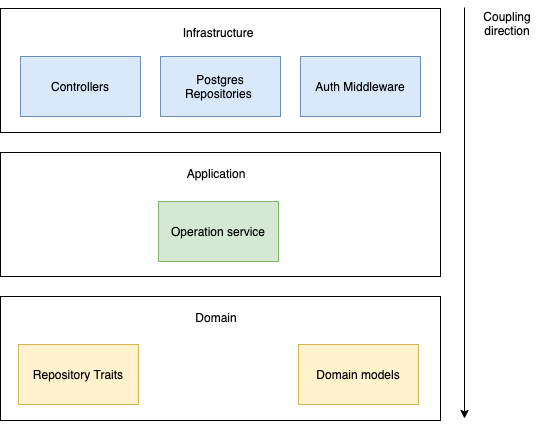 Infrastructure
Coupling
direction
Controllers
Postgres
Repositories
Auth Middleware
Application
Operation service
Domain
Repository Traits
Domain models